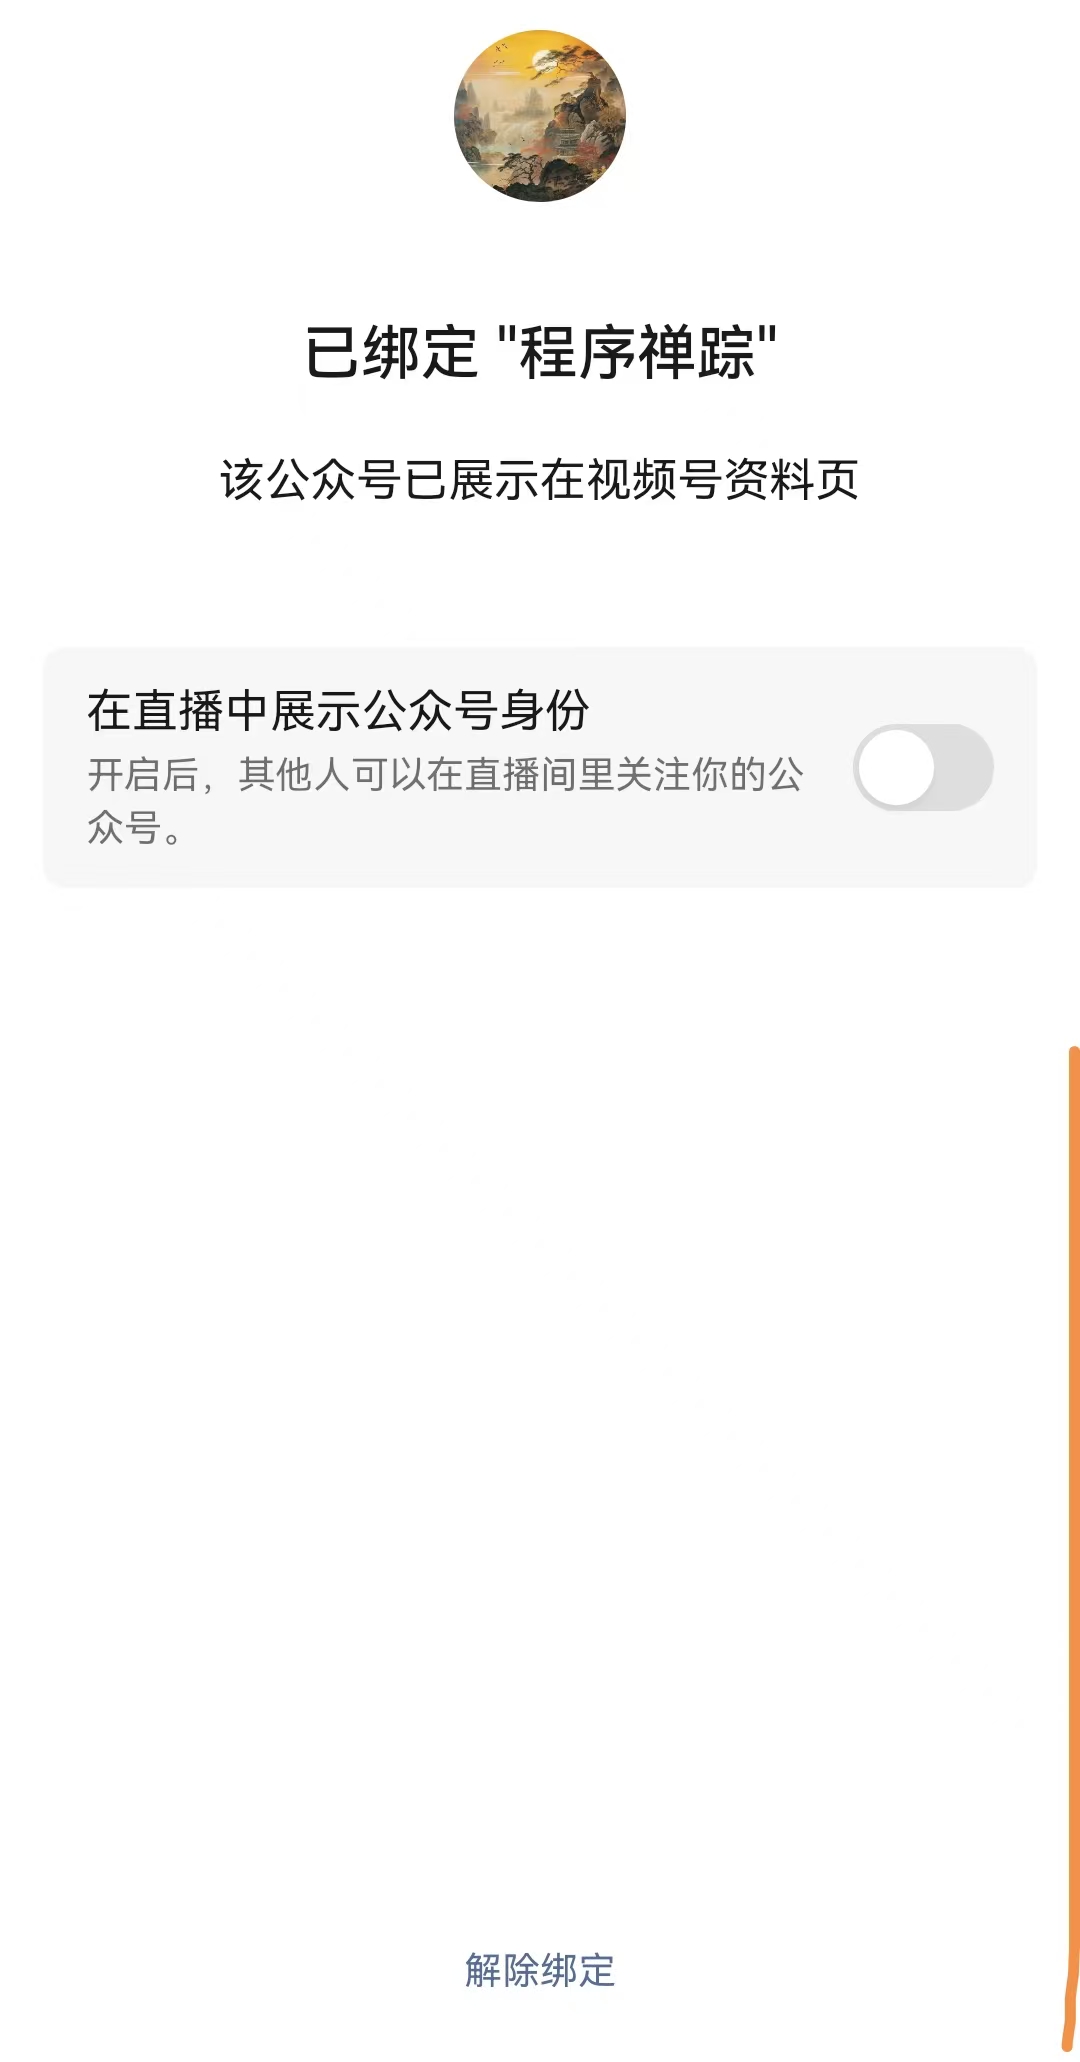 已绑定 "程序禅踪"
该公众号已展示在视频号资料页
在直播中展示公众号身份
开启后，其他人可以在直播间里关注你的公
众号。
解除绑定